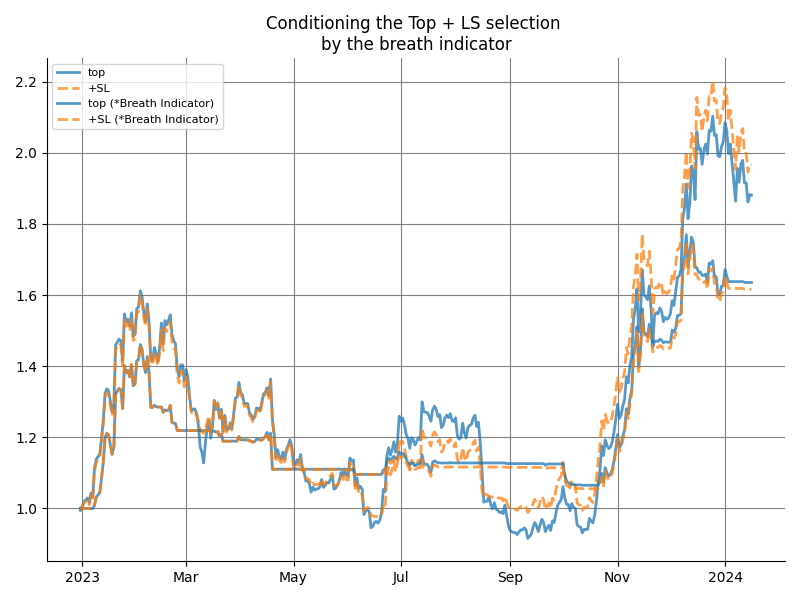 Conditioning the Top + LS selection
by the breath indicator
top
+SL
top (*Breath Indicator)
+SL (*Breath Indicator)
2.2
2.0
1.8
1.6
1.4
1.2
1.0
2023 Mar May Jul Sep Nov 2024